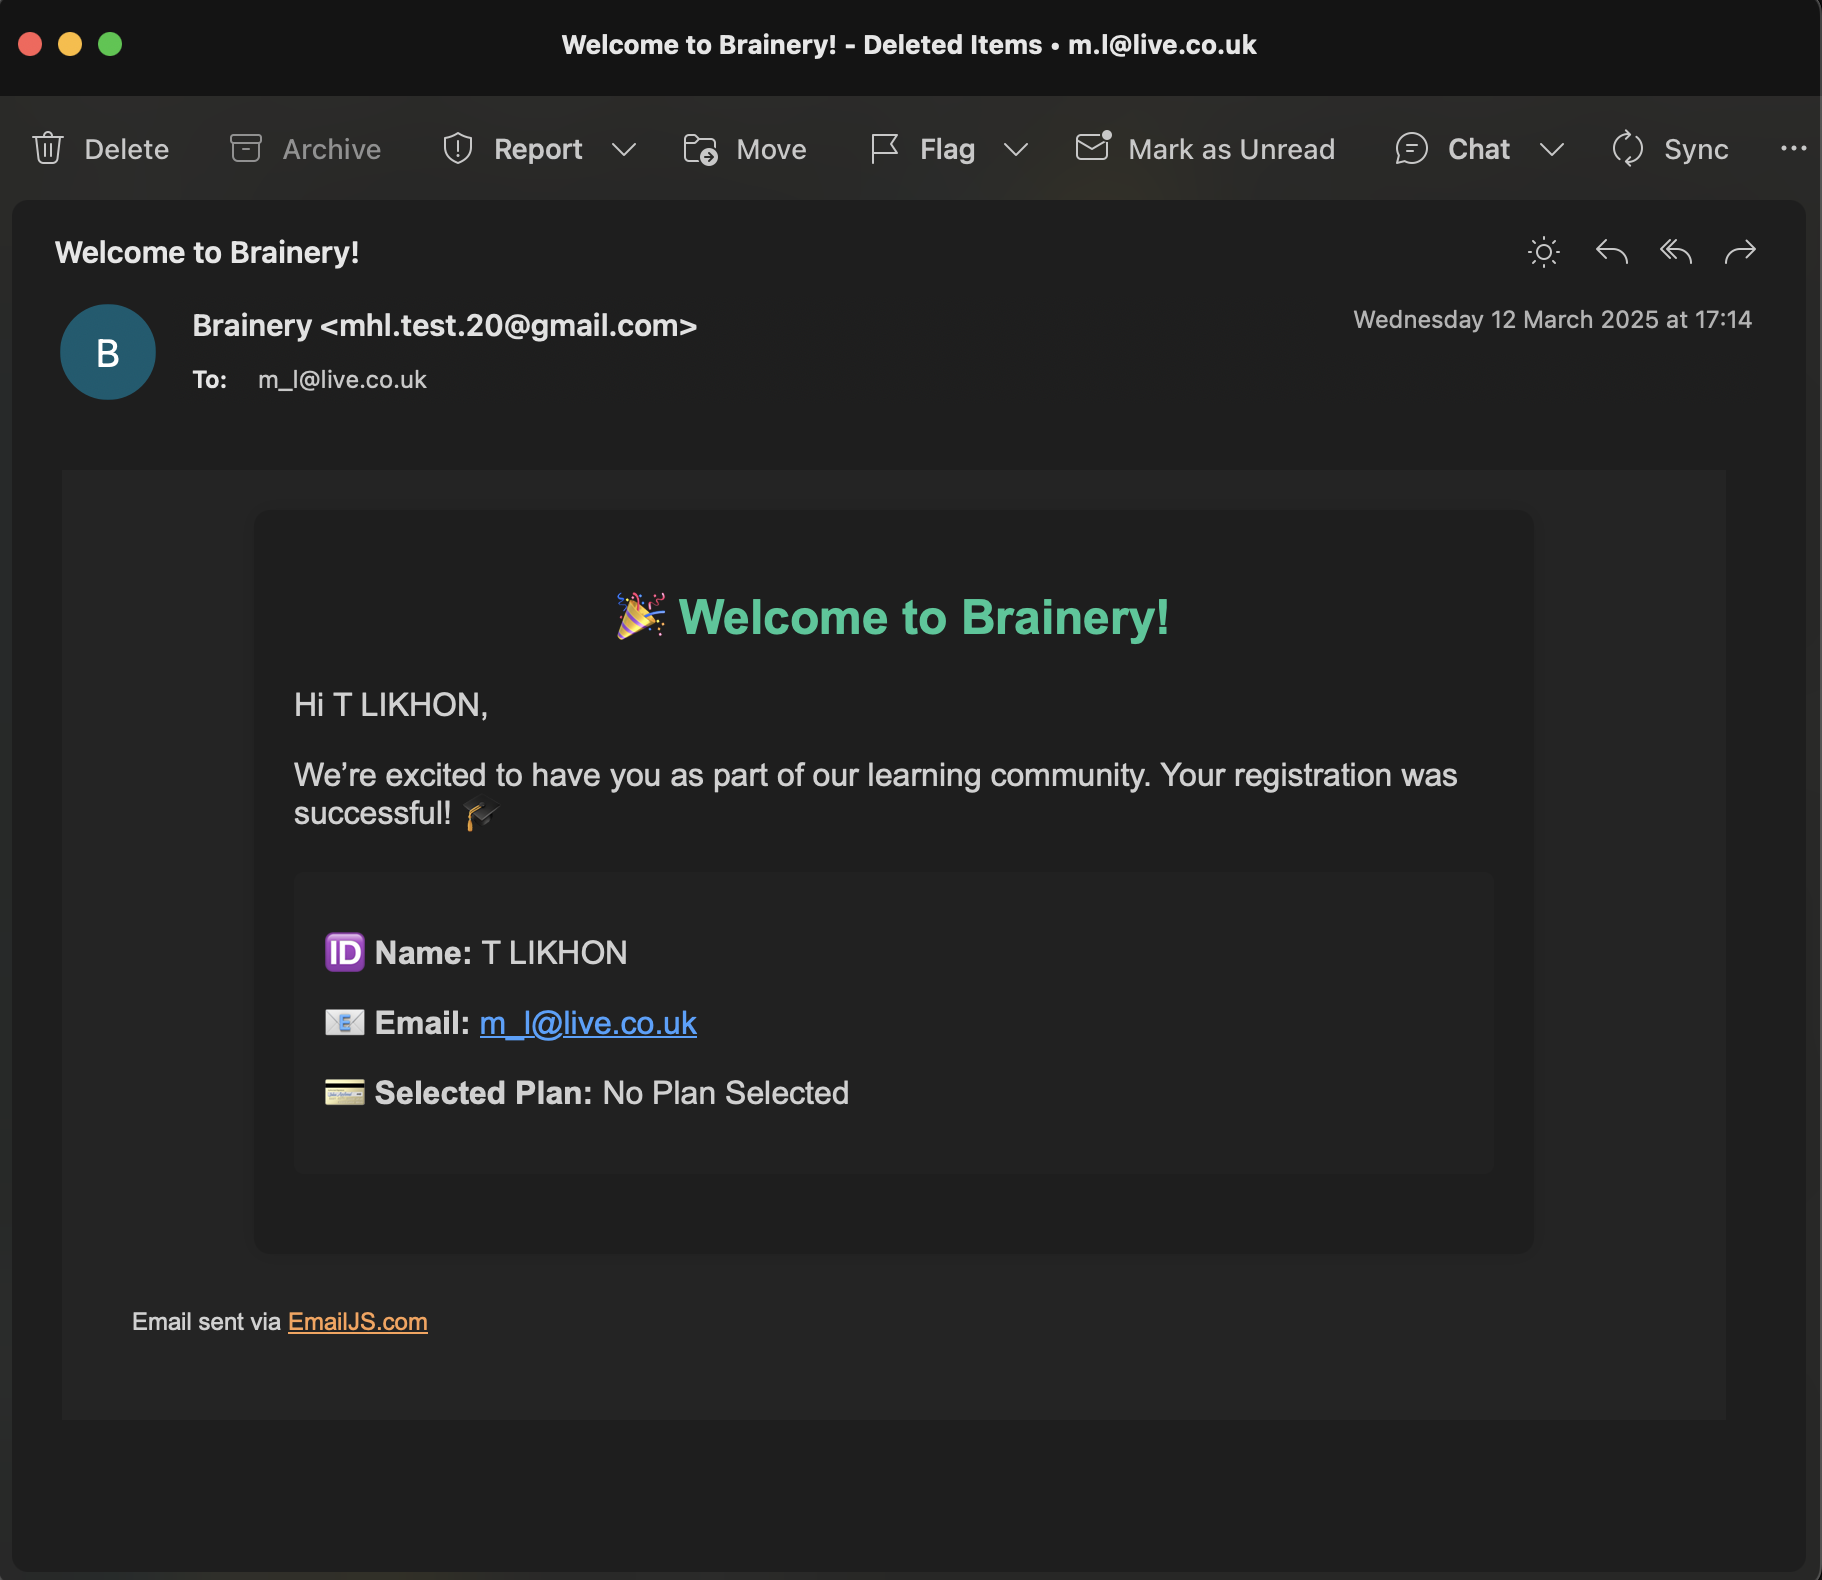 Welcome to Brainery! - Deleted Items • m.l@live.co.uk
Delete Archive Report Move Flag Mark as Unread Chat Sync
Welcome to Brainery!
B
Brainery <mhl.test.20@gmail.com>
Wednesday 12 March 2025 at 17:14
To: m_l@live.co.uk
🎉 Welcome to Brainery!
Hi T LIKHON,
We’re excited to have you as part of our learning community. Your registration was
successful! 🎓
🆔 Name: T LIKHON
📧 Email: m_l@live.co.uk
💳 Selected Plan: No Plan Selected
Email sent via EmailJS.com